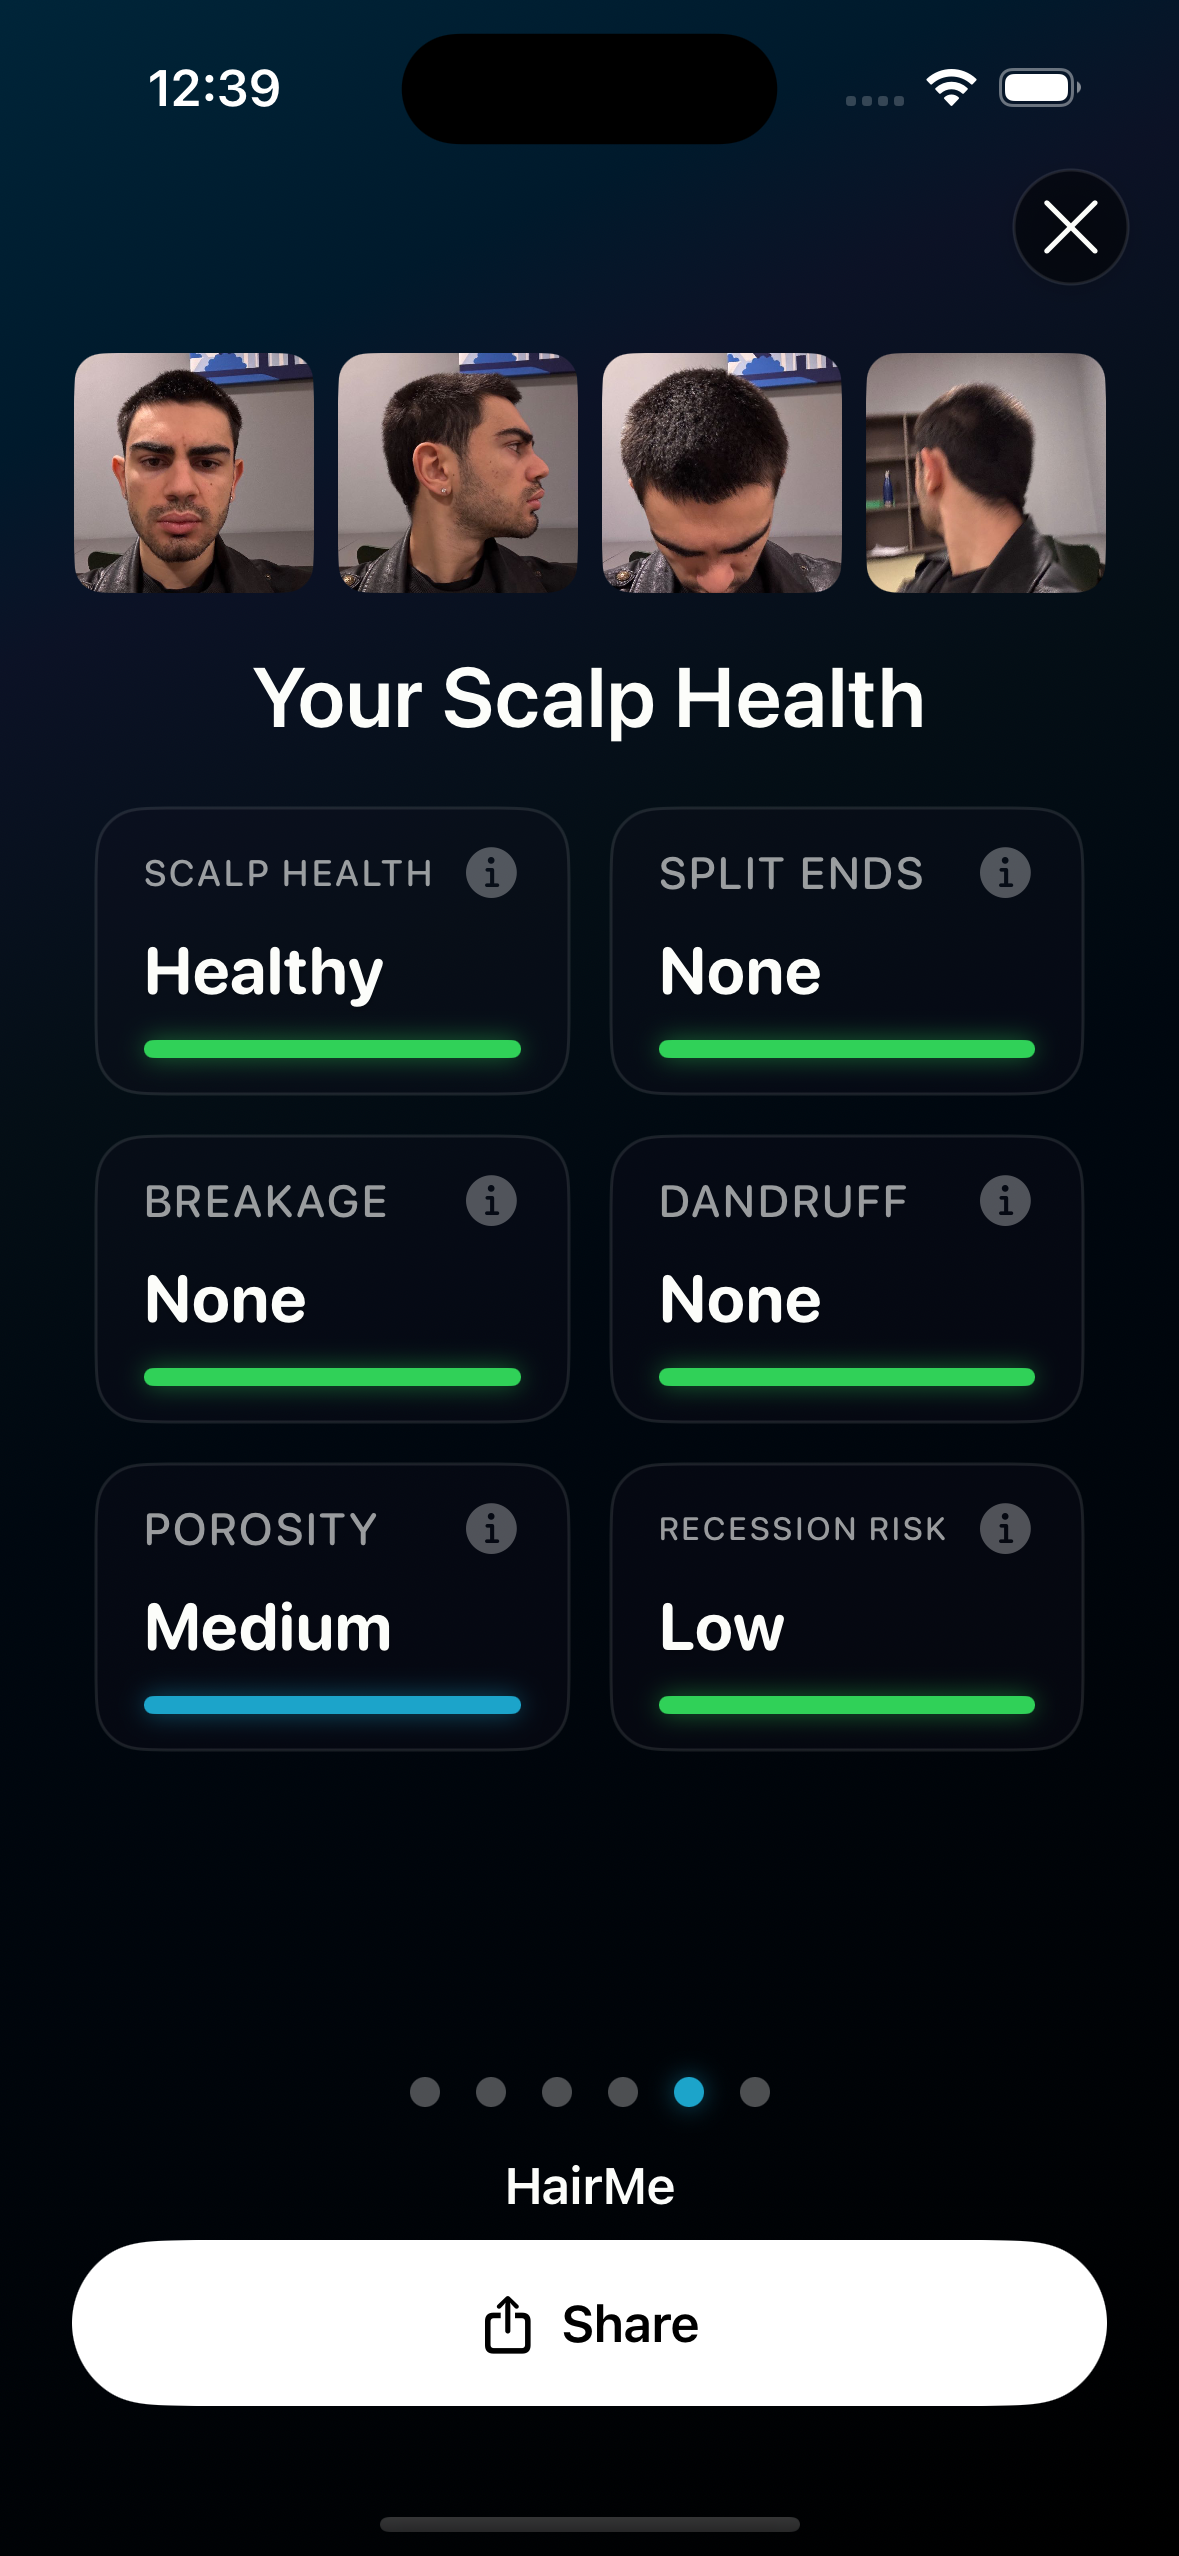 12:39
Your Scalp Health
SCALP HEALTH
Healthy
SPLIT ENDS
None
BREAKAGE
None
DANDRUFF
None
POROSITY
Medium
RECESSION RISK
Low
HairMe
Share